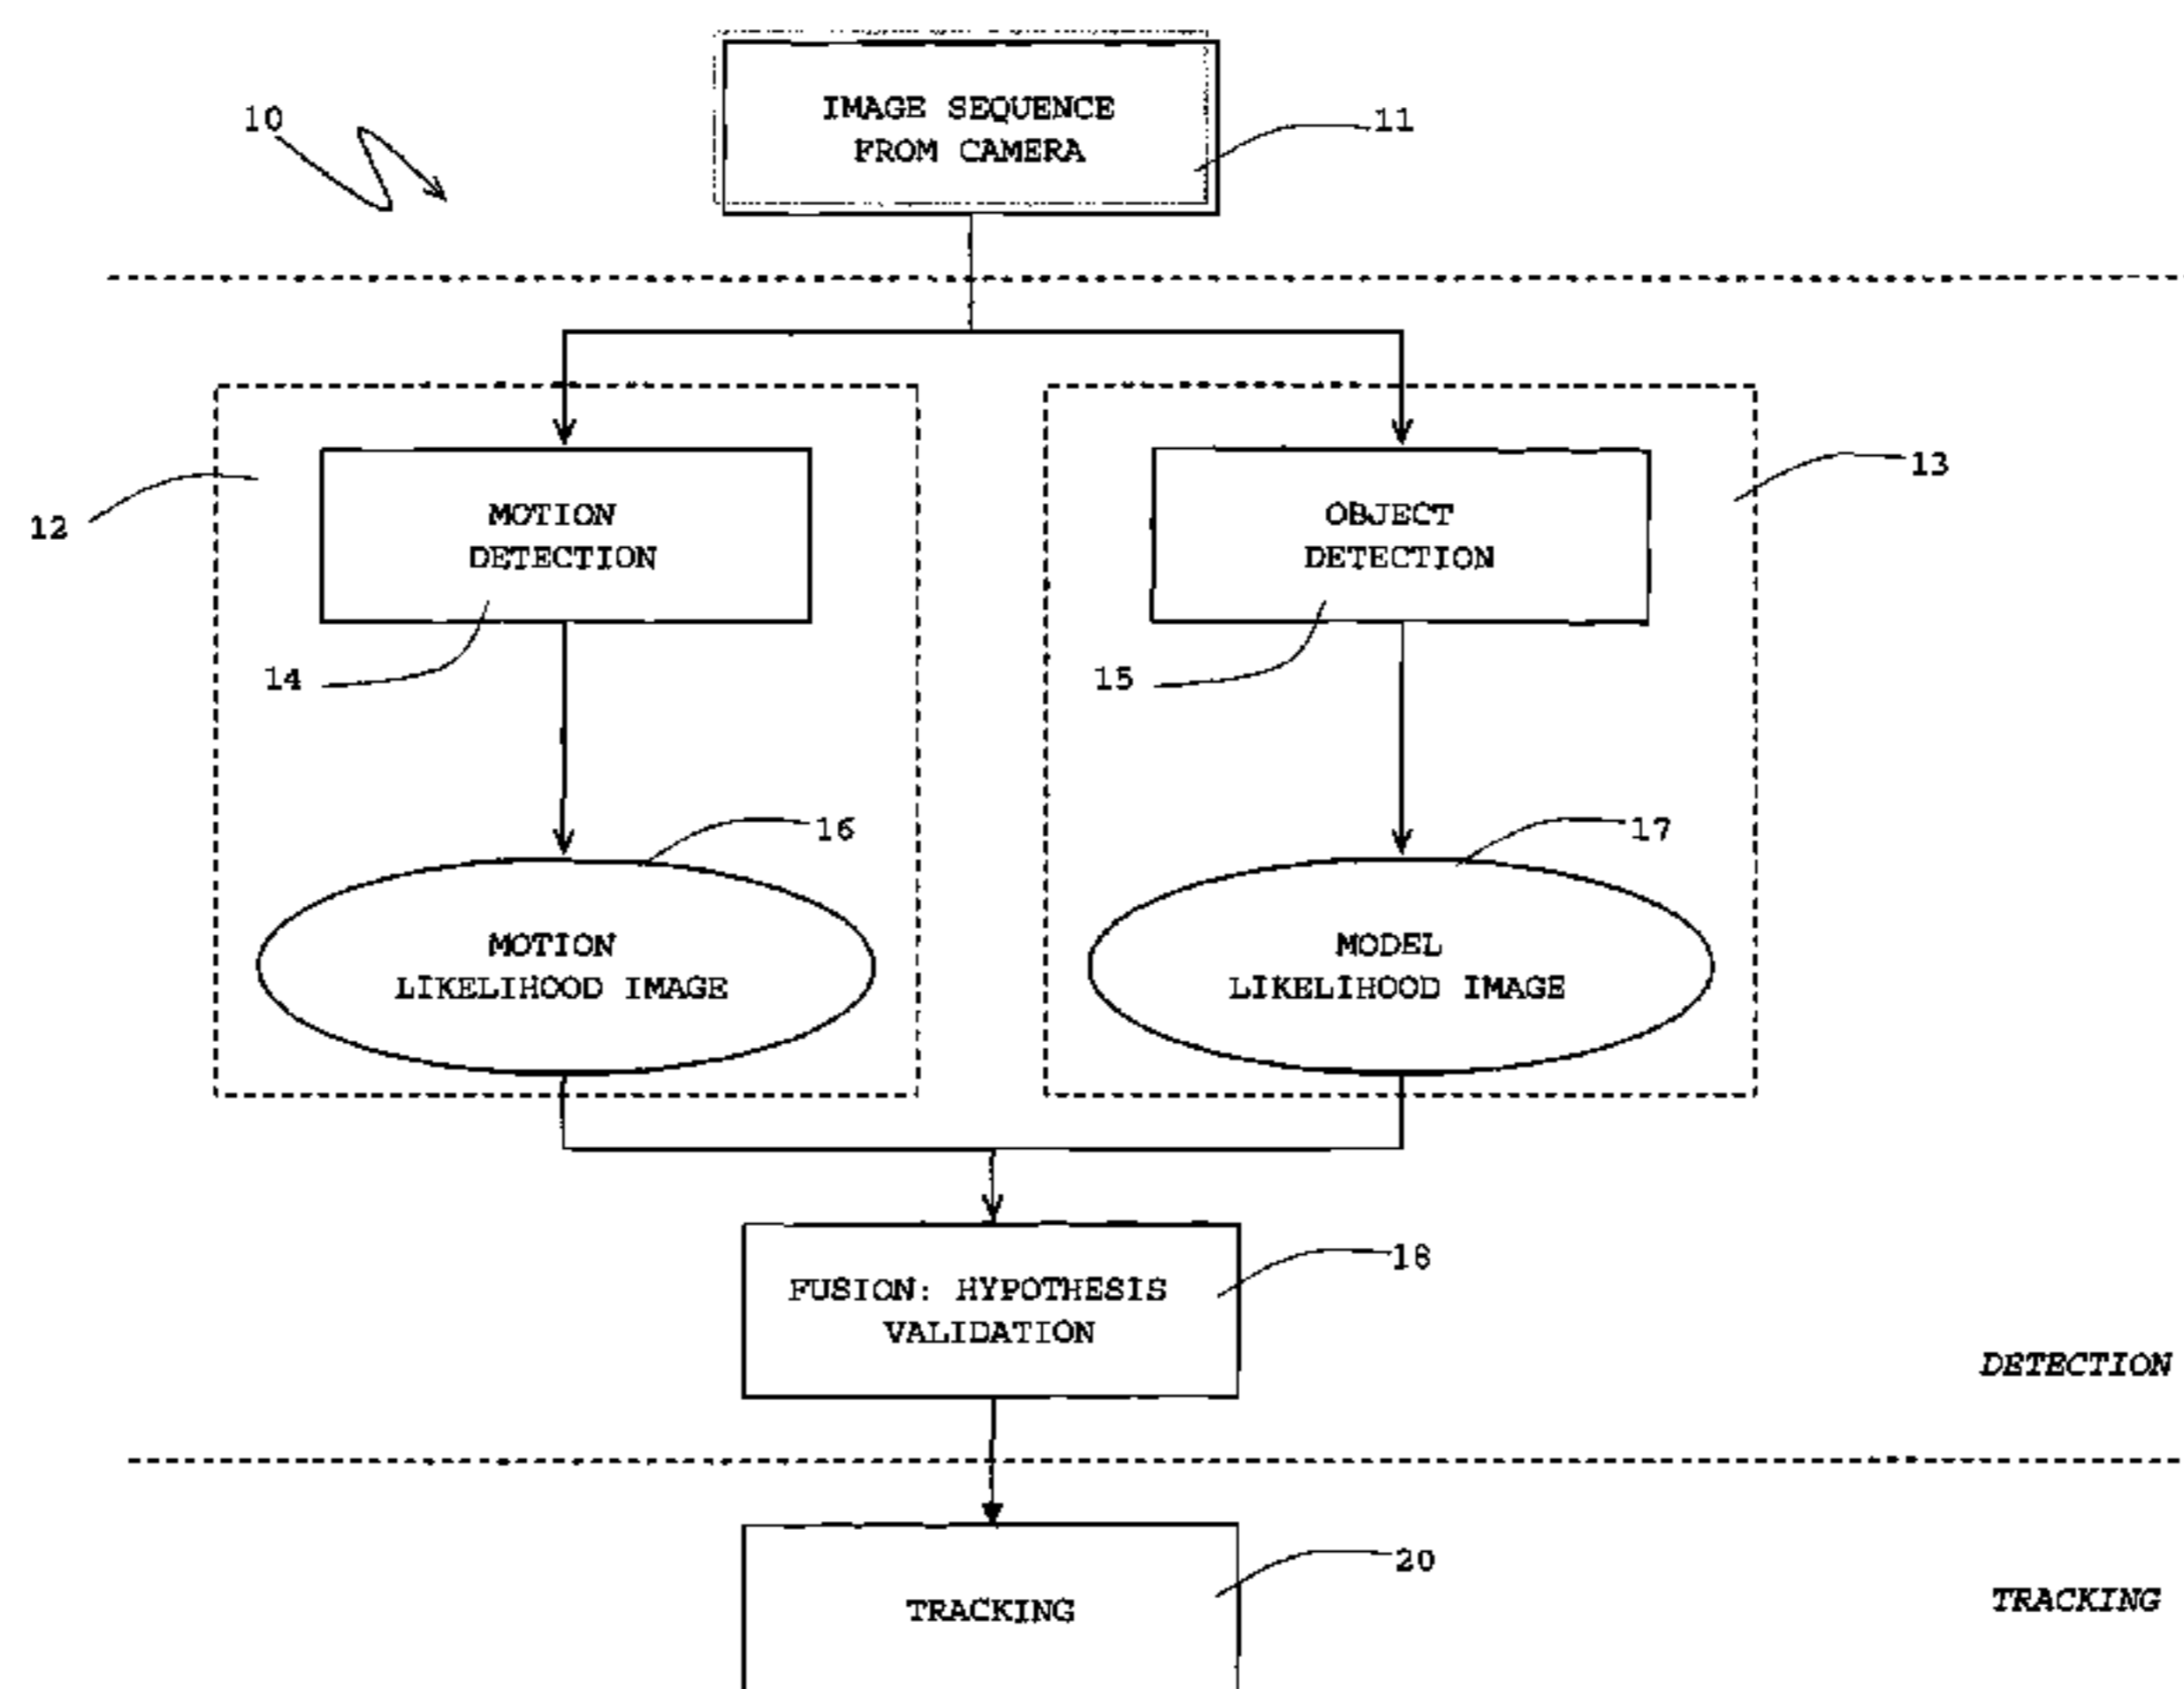 10
IMAGE SEQUENCE
FROM CAMERA
11
12
13
MOTION
DETECTION
OBJECT
DETECTION
14
15
16
17
MOTION
LIKELIHOOD IMAGE
MODEL
LIKELIHOOD IMAGE
18
FUSION: HYPOTHESIS
VALIDATION
DETECTION
20
TRACKING
TRACKING